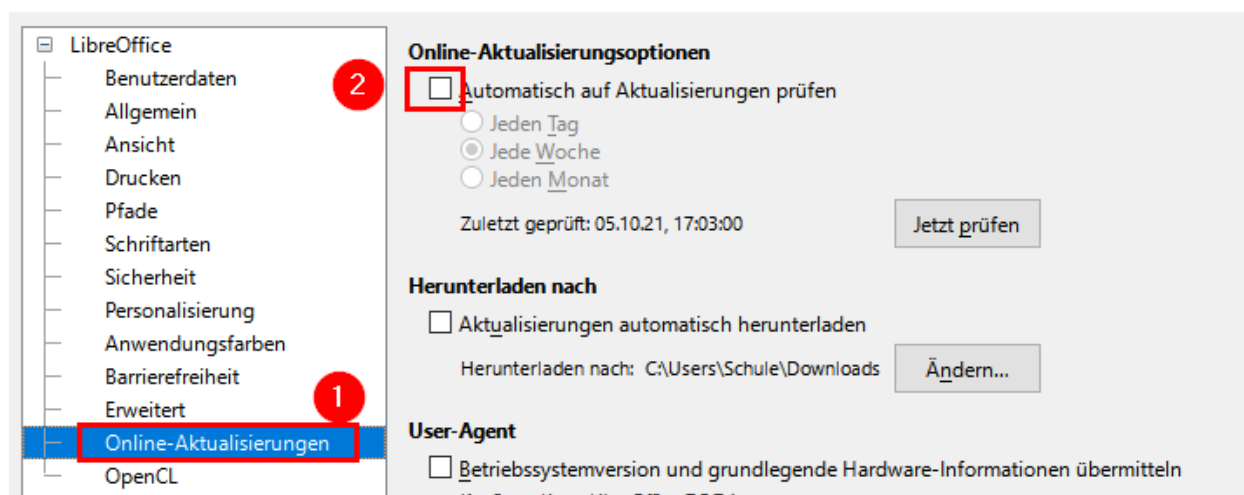 LibreOffice
Benutzerdaten
Allgemein
Ansicht
Drucken
Pfade
Schriftarten
Sicherheit
Personalisierung
Anwendungsfarben
Barrierefreiheit
Erweitert
1
Online-Aktualisierungen
OpenCL
Online-Aktualisierungsoptionen
2
Automatisch auf Aktualisierungen prüfen
Jeden Tag
Jede Woche
Jeden Monat
Zuletzt geprüft: 05.10.21, 17:03:00
Jetzt prüfen
Herunterladen nach
Aktualisierungen automatisch herunterladen
Herunterladen nach: C:\Users\Schule\Downloads
Ändern...
User-Agent
Betriebssystemversion und grundlegende Hardware-Informationen übermitteln